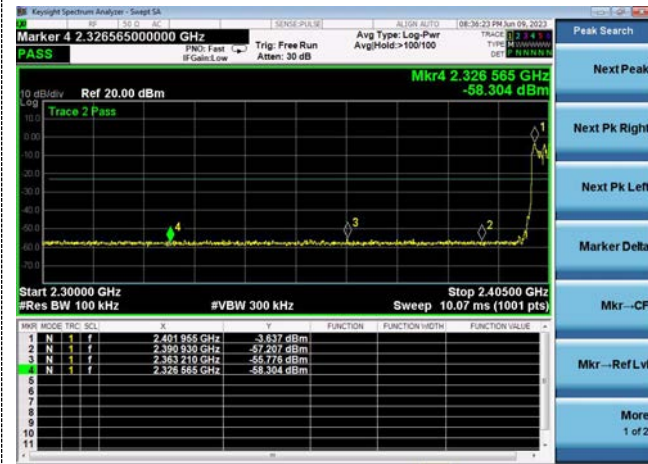 Keysight Spectrum Analyzer - Swept SA
RF 50 Ω AC SENSE:PULSE ALIGN AUTO 08:36:23 PM Jun 09, 2023
Marker 4 2.326565000000 GHz
PASS
PNO: Fast
IFGain:Low
Trig: Free Run
Atten: 30 dB
Avg Type: Log-Pwr
Avg|Hold:>100/100
TRACE 1 2 3 4 5 6
TYPE MWWWWW
DET P NNNNN
Mkr4 2.326 565 GHz
-58.304 dBm
10 dB/div Ref 20.00 dBm
Log
Trace 2 Pass
10.0
0.00
-10.0
-20.0
-30.0
-40.0
-50.0
-60.0
-70.0
1
2
3
4
Start 2.30000 GHz Stop 2.40500 GHz
#Res BW 100 kHz #VBW 300 kHz Sweep 10.07 ms (1001 pts)
MKR MODE TRC SCL X Y FUNCTION FUNCTION WIDTH FUNCTION VALUE
1 N 1 f 2.401 955 GHz -3.637 dBm
2 N 1 f 2.390 930 GHz -57.207 dBm
3 N 1 f 2.363 210 GHz -55.776 dBm
4 N 1 f 2.326 565 GHz -58.304 dBm
5
6
7
8
9
10
11
Peak Search
Next Peak
Next Pk Right
Next Pk Left
Marker Delta
Mkr→CF
Mkr→Ref Lvl
More
1 of 2